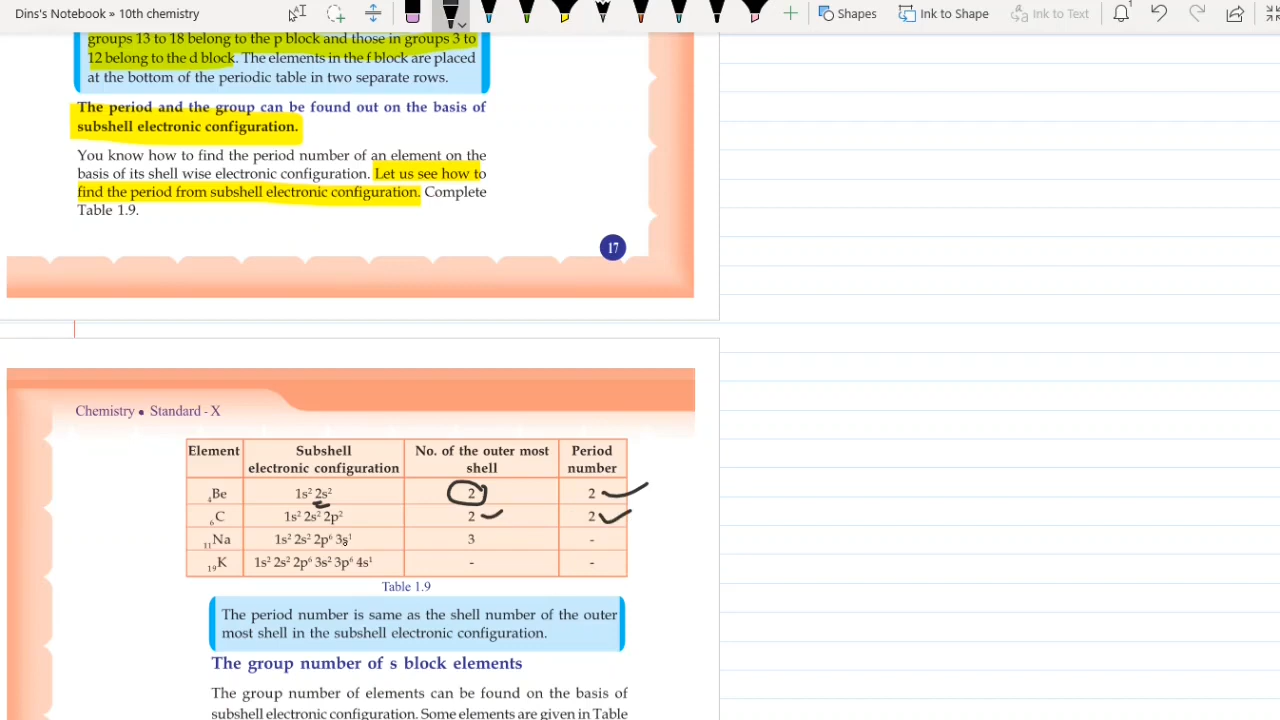 Dins's Notebook » 10th chemistry
Shapes
Ink to Shape
Ink to Text
groups 13 to 18 belong to the p block and those in groups 3 to
12 belong to the d block. The elements in the f block are placed
at the bottom of the periodic table in two separate rows.
The period and the group can be found out on the basis of
subshell electronic configuration.
You know how to find the period number of an element on the
basis of its shell wise electronic configuration. Let us see how to
find the period from subshell electronic configuration. Complete
Table 1.9.
17
Chemistry • Standard - X
Element Subshell electronic configuration No. of the outer most shell Period number
₄Be 1s² 2s² 2 2
₆C 1s² 2s² 2p² 2 2
₁₁Na 1s² 2s² 2p⁶ 3s¹ 3 -
₁₉K 1s² 2s² 2p⁶ 3s² 3p⁶ 4s¹ - -
Table 1.9
The period number is same as the shell number of the outer
most shell in the subshell electronic configuration.
The group number of s block elements
The group number of elements can be found on the basis of
subshell electronic configuration. Some elements are given in Table